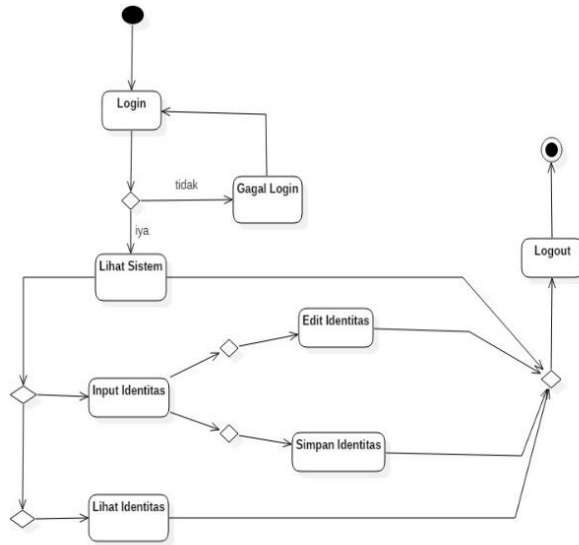 Login
tidak
Gagal Login
iya
Lihat Sistem
Logout
Edit Identitas
Input Identitas
Simpan Identitas
Lihat Identitas